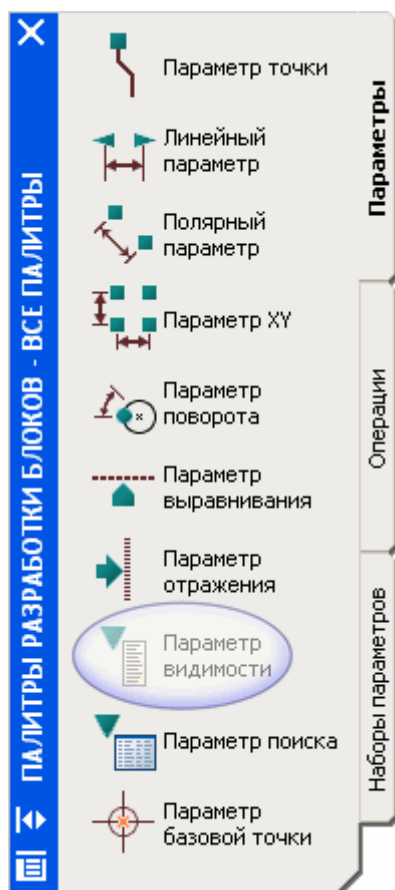 ПАЛИТРЫ РАЗРАБОТКИ БЛОКОВ - ВСЕ ПАЛИТРЫ
Параметр точки
Линейный
параметр
Полярный
параметр
Параметр XY
Параметр
поворота
Параметр
выравнивания
Параметр
отражения
Параметр
видимости
Параметр поиска
Параметр
базовой точки
Параметры
Операции
Наборы параметров